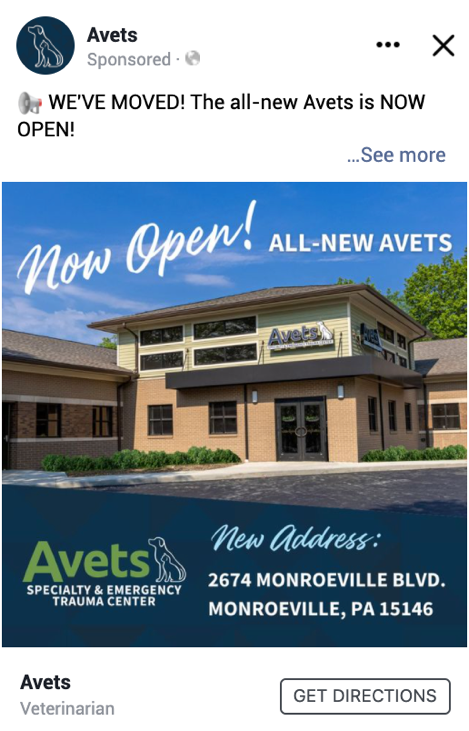 Avets
Sponsored ·
WE'VE MOVED! The all-new Avets is NOW
OPEN!
...See more
Now Open! ALL-NEW AVETS
Avets
New Address:
Avets
SPECIALTY & EMERGENCY
TRAUMA CENTER
2674 MONROEVILLE BLVD.
MONROEVILLE, PA 15146
Avets
Veterinarian
GET DIRECTIONS